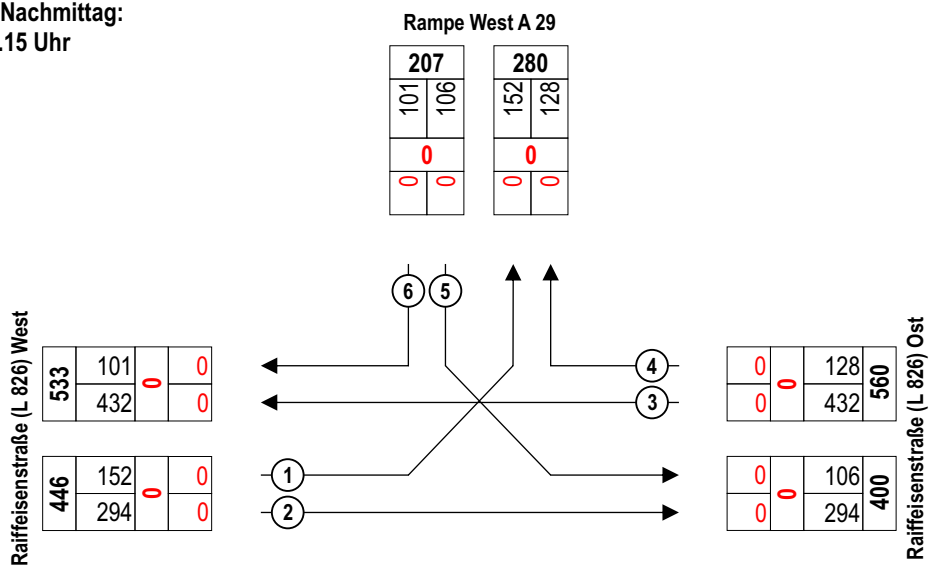 Nachmittag:
.15 Uhr
Rampe West A 29
207 280
101 106 152 128
0 0
0 0 0 0
6 5
Raiffeisenstraße (L 826) West
533 101 0 0
432 0
446 152 0 0
294 0
4
3
1
2
0 0 128 560
0 432
0 0 106 400
0 294
Raiffeisenstraße (L 826) Ost